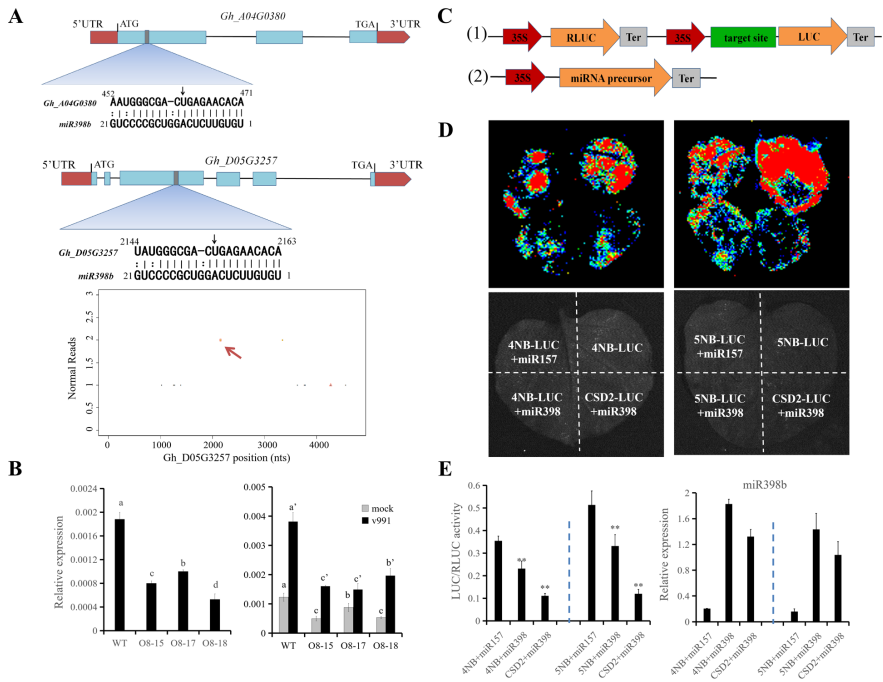 A
Gh_A04G0380
5'UTR
ATG
TGA
3'UTR
452
471
Gh_A04G0380
AAUGGGCGA-CUGAGAACACA
miR398b
21
GUCCCCGCUGGACUCUUGUGU
1
Gh_D05G3257
5'UTR
ATG
TGA
3'UTR
2144
2163
Gh_D05G3257
UAUGGGCGA-CUGAGAACACA
miR398b
21
GUCCCCGCUGGACUCUUGUGU
1
Normal Reads
3
2.5
2
1.5
1
0.5
0
0 1000 2000 3000 4000
Gh_D05G3257 position (nts)
B
Relative expression
0.0024
0.0018
0.0012
0.0006
0.0000
a
c
b
d
WT O8-15 O8-17 O8-18
0.005
0.004
0.003
0.002
0.001
0
mock
v991
a a'
c c'
b c'
c b'
WT O8-15 O8-17 O8-18
C
(1) 35S RLUC Ter 35S target site LUC Ter
(2) 35S miRNA precursor Ter
D
4NB-LUC
+miR157
4NB-LUC
4NB-LUC
+miR398
CSD2-LUC
+miR398
5NB-LUC
+miR157
5NB-LUC
5NB-LUC
+miR398
CSD2-LUC
+miR398
E
LUC/RLUC activity
0.6
0.5
0.4
0.3
0.2
0.1
0
**
**
**
**
4NB+miR157
4NB+miR398
CSD2+miR398
5NB+miR157
5NB+miR398
CSD2+miR398
miR398b
Relative expression
2
1.6
1.2
0.8
0.4
0
4NB+miR157
4NB+miR398
CSD2+miR398
5NB+miR157
5NB+miR398
CSD2+miR398